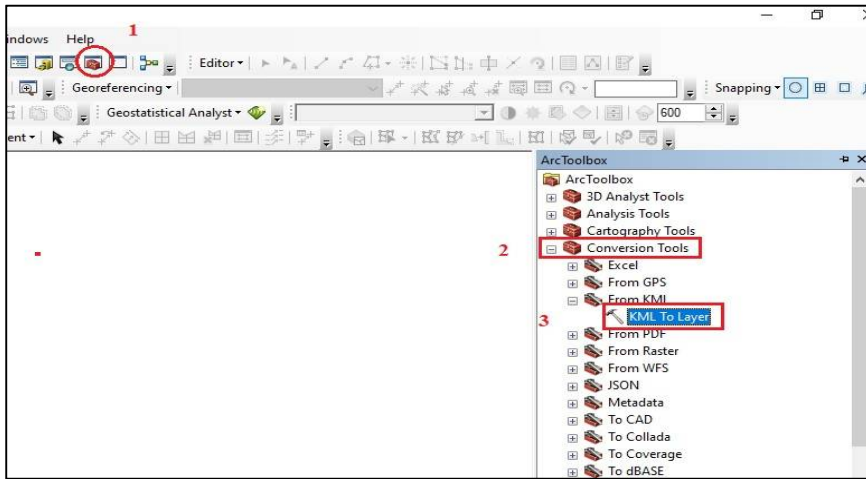 1
indows Help
Editor
Georeferencing Snapping
Geostatistical Analyst 600
ent
ArcToolbox
ArcToolbox
3D Analyst Tools
Analysis Tools
Cartography Tools
2 Conversion Tools
Excel
From GPS
From KML
3 KML To Layer
From PDF
From Raster
From WFS
JSON
Metadata
To CAD
To Collada
To Coverage
To dBASE